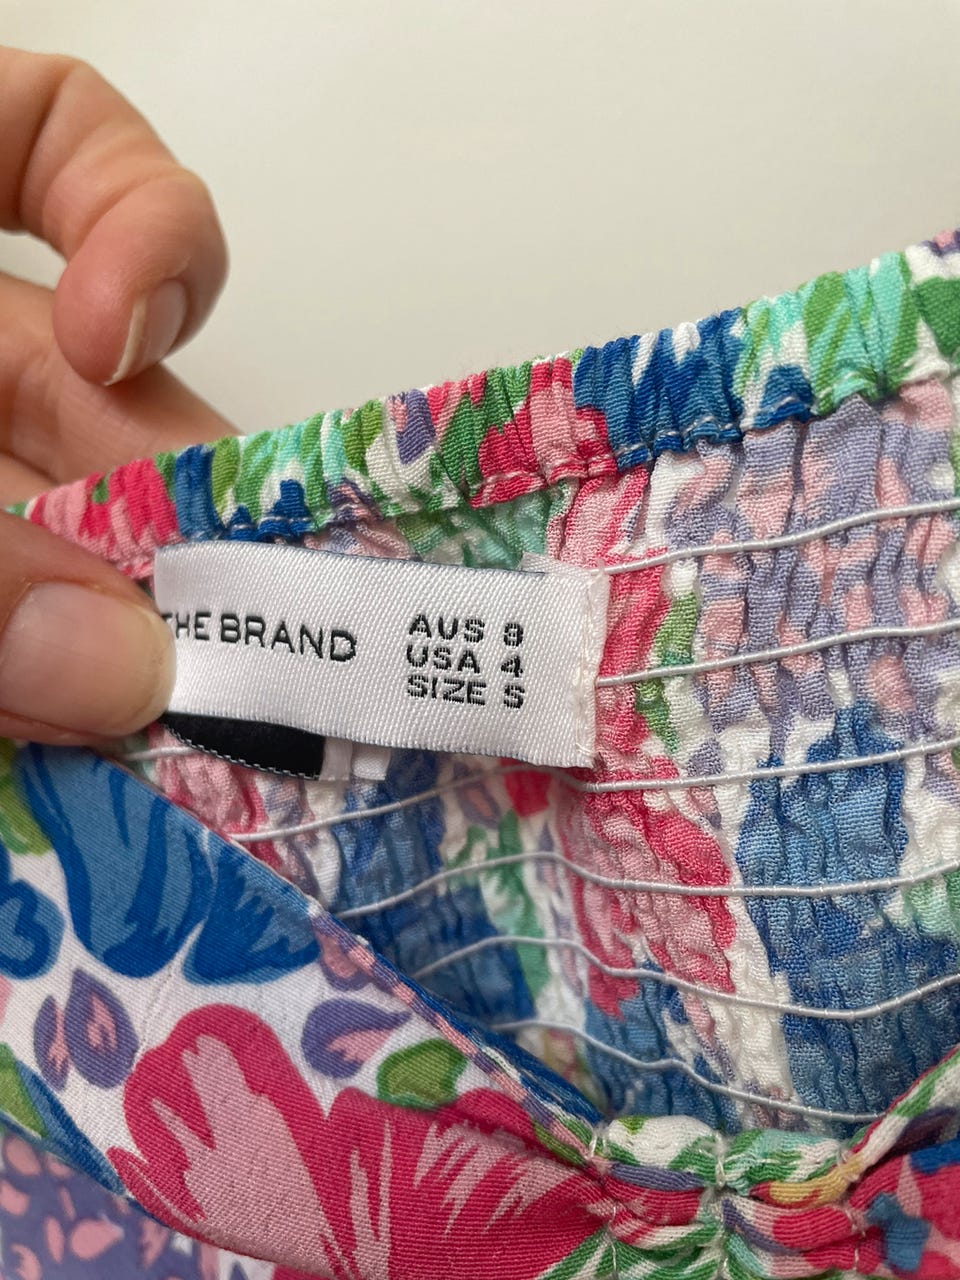 THE BRAND
AUS 8
USA 4
SIZE S